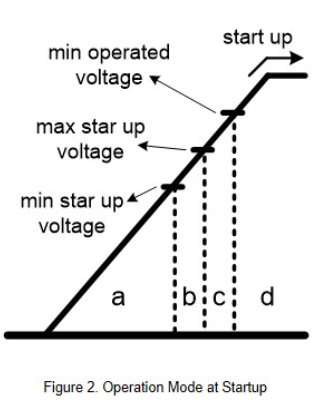 start up
min operated
voltage
max star up
voltage
min star up
voltage
a b c d
Figure 2. Operation Mode at Startup